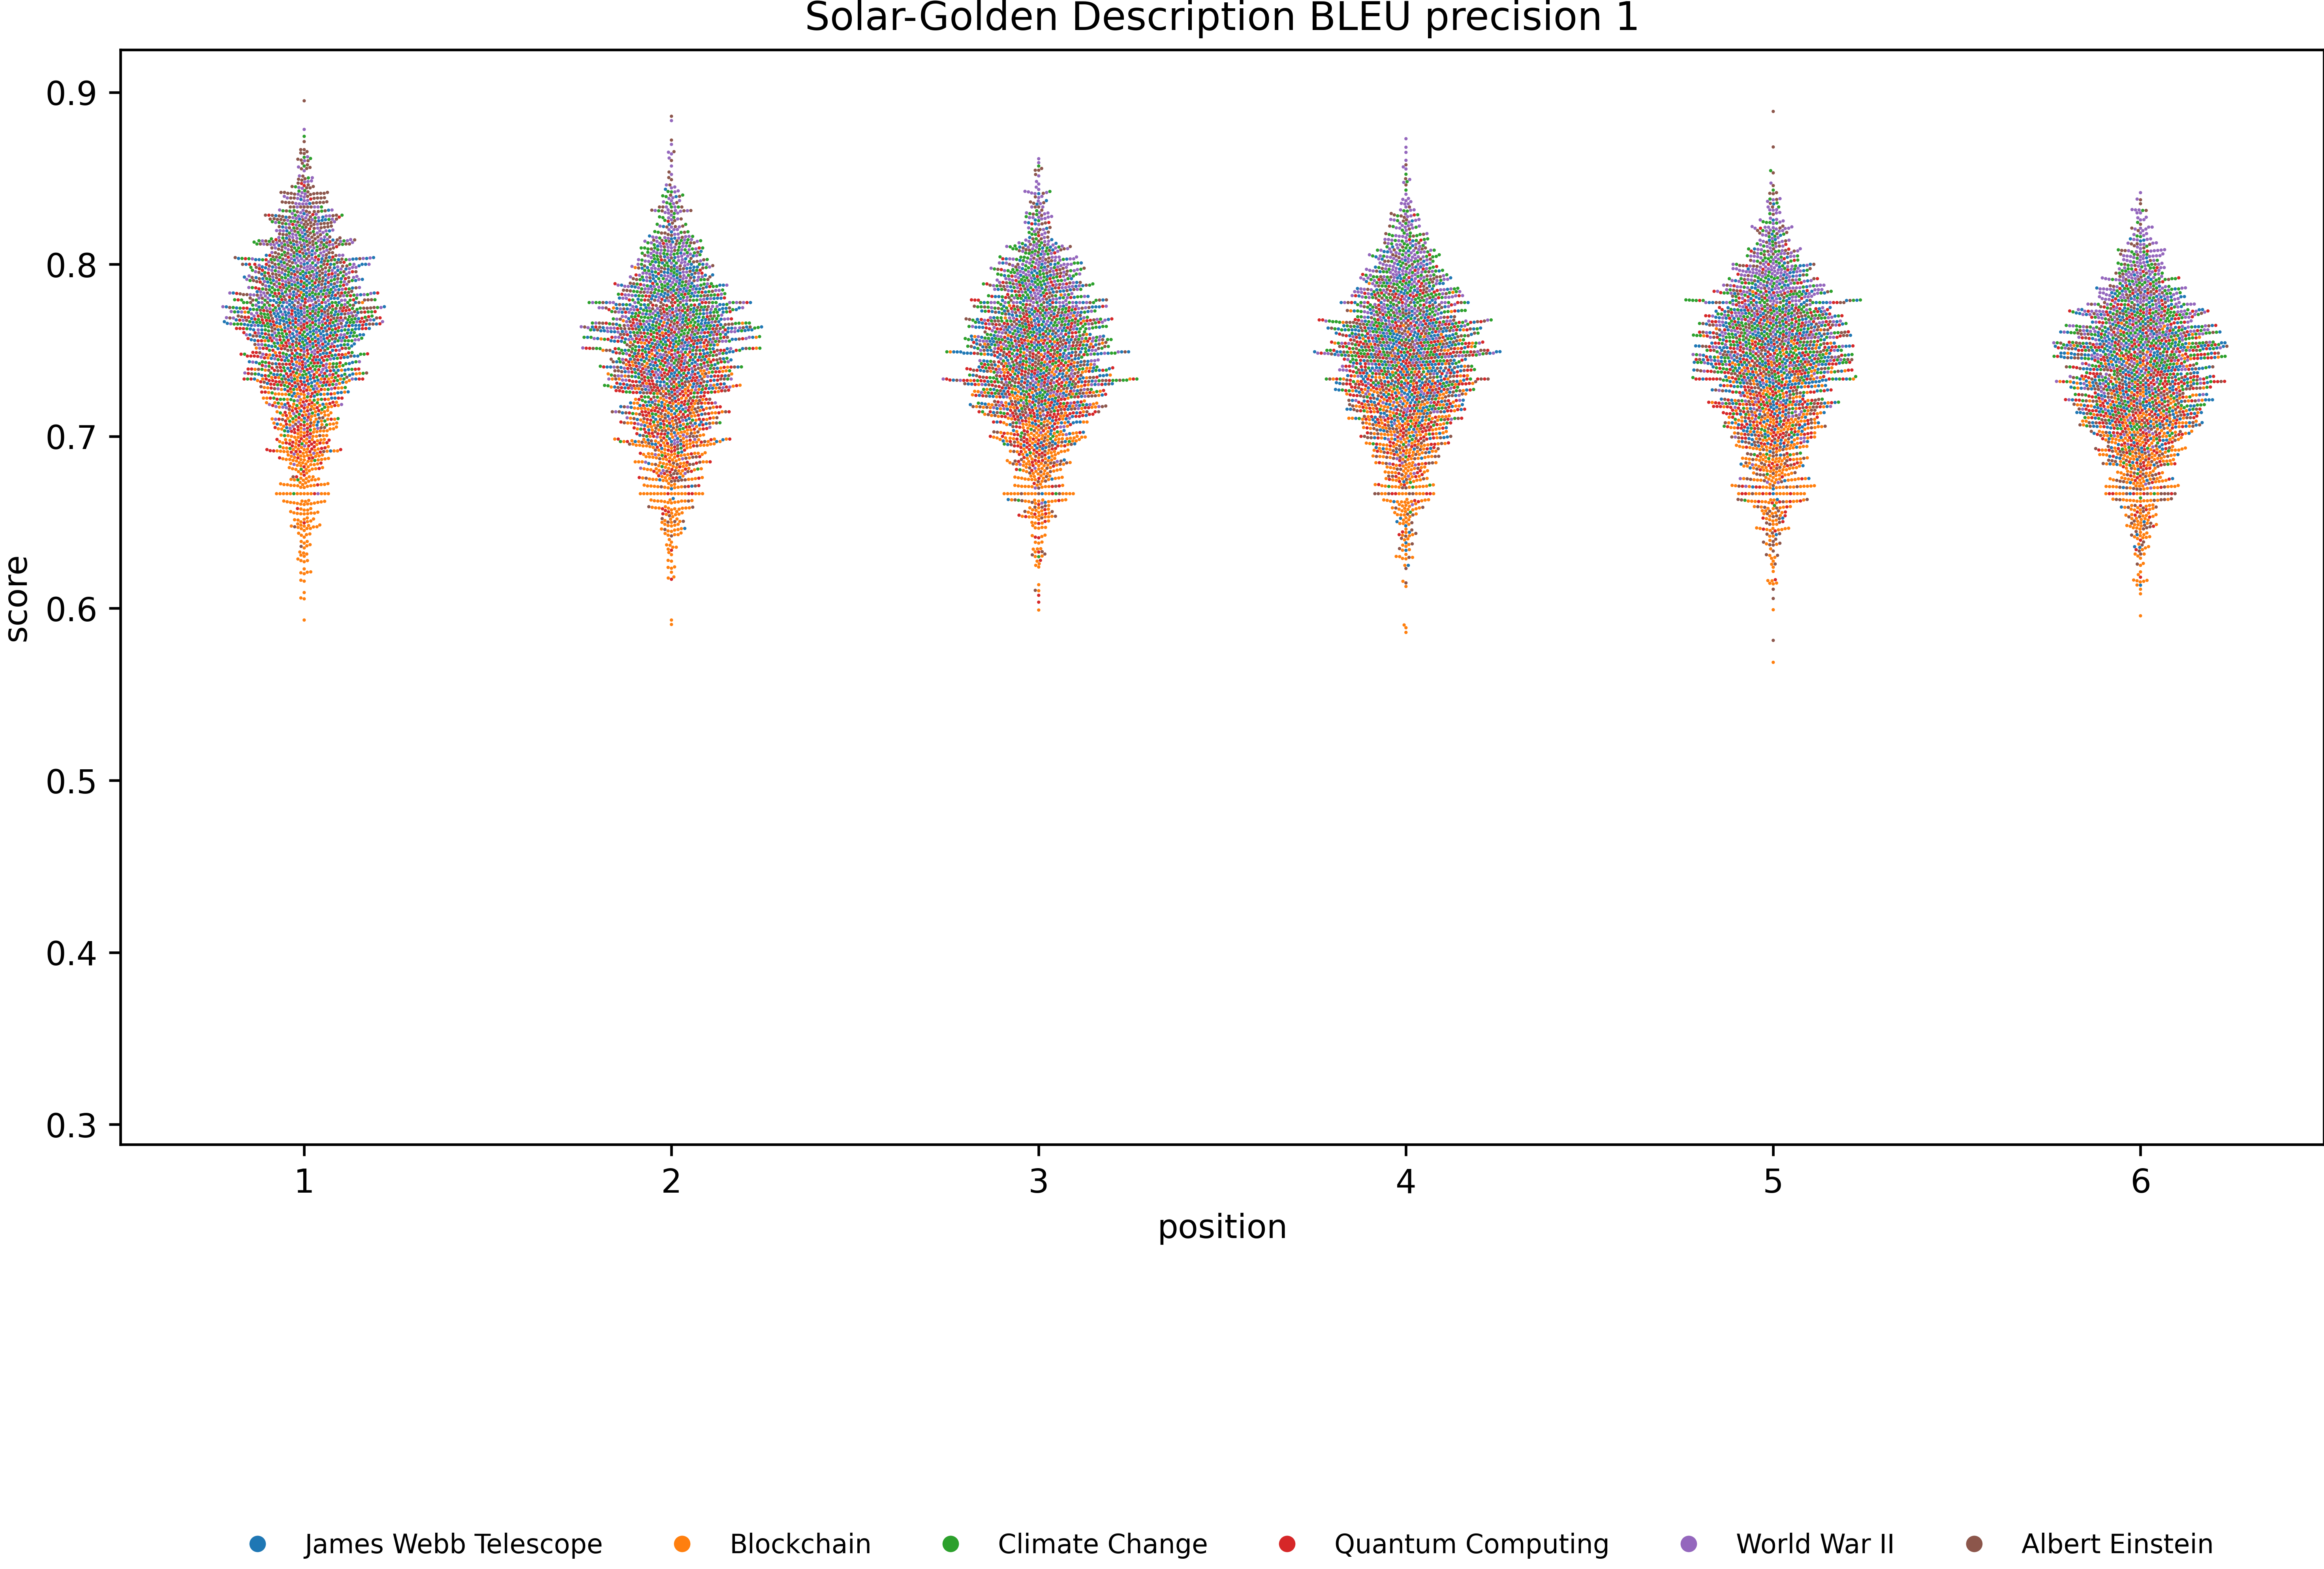 Solar-Golden Description BLEU precision 1
0.9
0.8
0.7
0.6
0.5
0.4
0.3
score
1 2 3 4 5 6
position
James Webb Telescope Blockchain Climate Change Quantum Computing World War II Albert Einstein